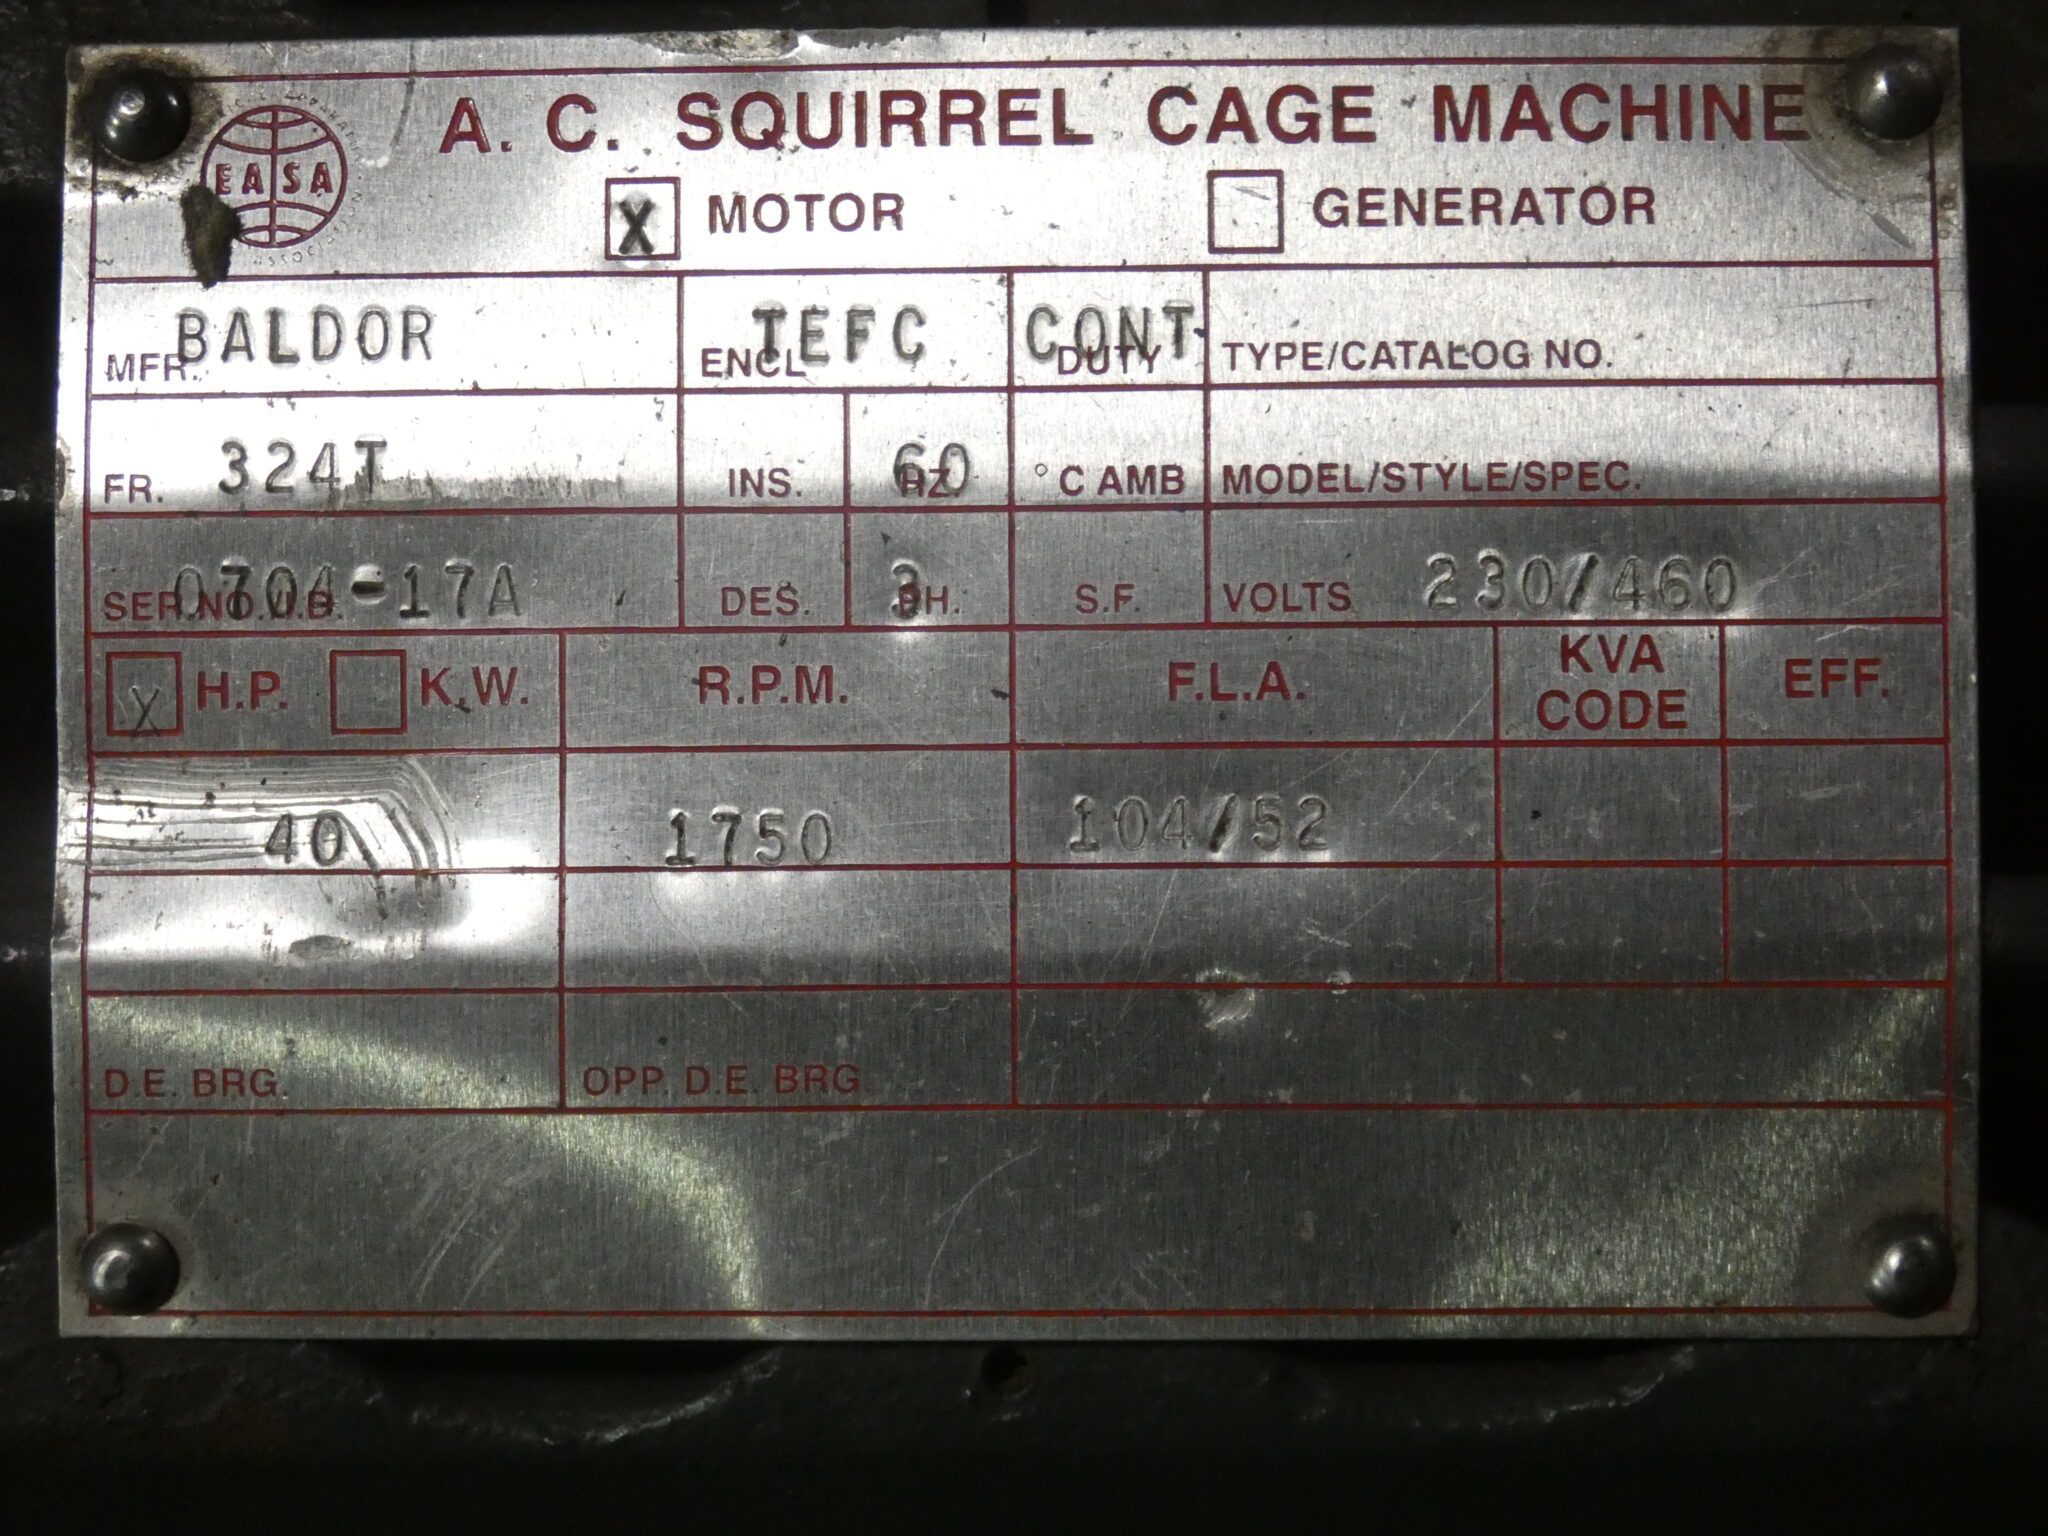 A. C. SQUIRREL CAGE MACHINE
EASA
X MOTOR GENERATOR
MFR. BALDOR ENCL TEFC DUTY CONT TYPE/CATALOG NO.
FR. 324T INS. HZ. 60 °C AMB MODEL/STYLE/SPEC.
SER.NO. 0704-17A DES. PH. 3 S.F. VOLTS 230/460
X H.P. K.W. R.P.M. F.L.A. KVA CODE EFF.
40 1750 104/52
D.E. BRG. OPP. D.E. BRG.